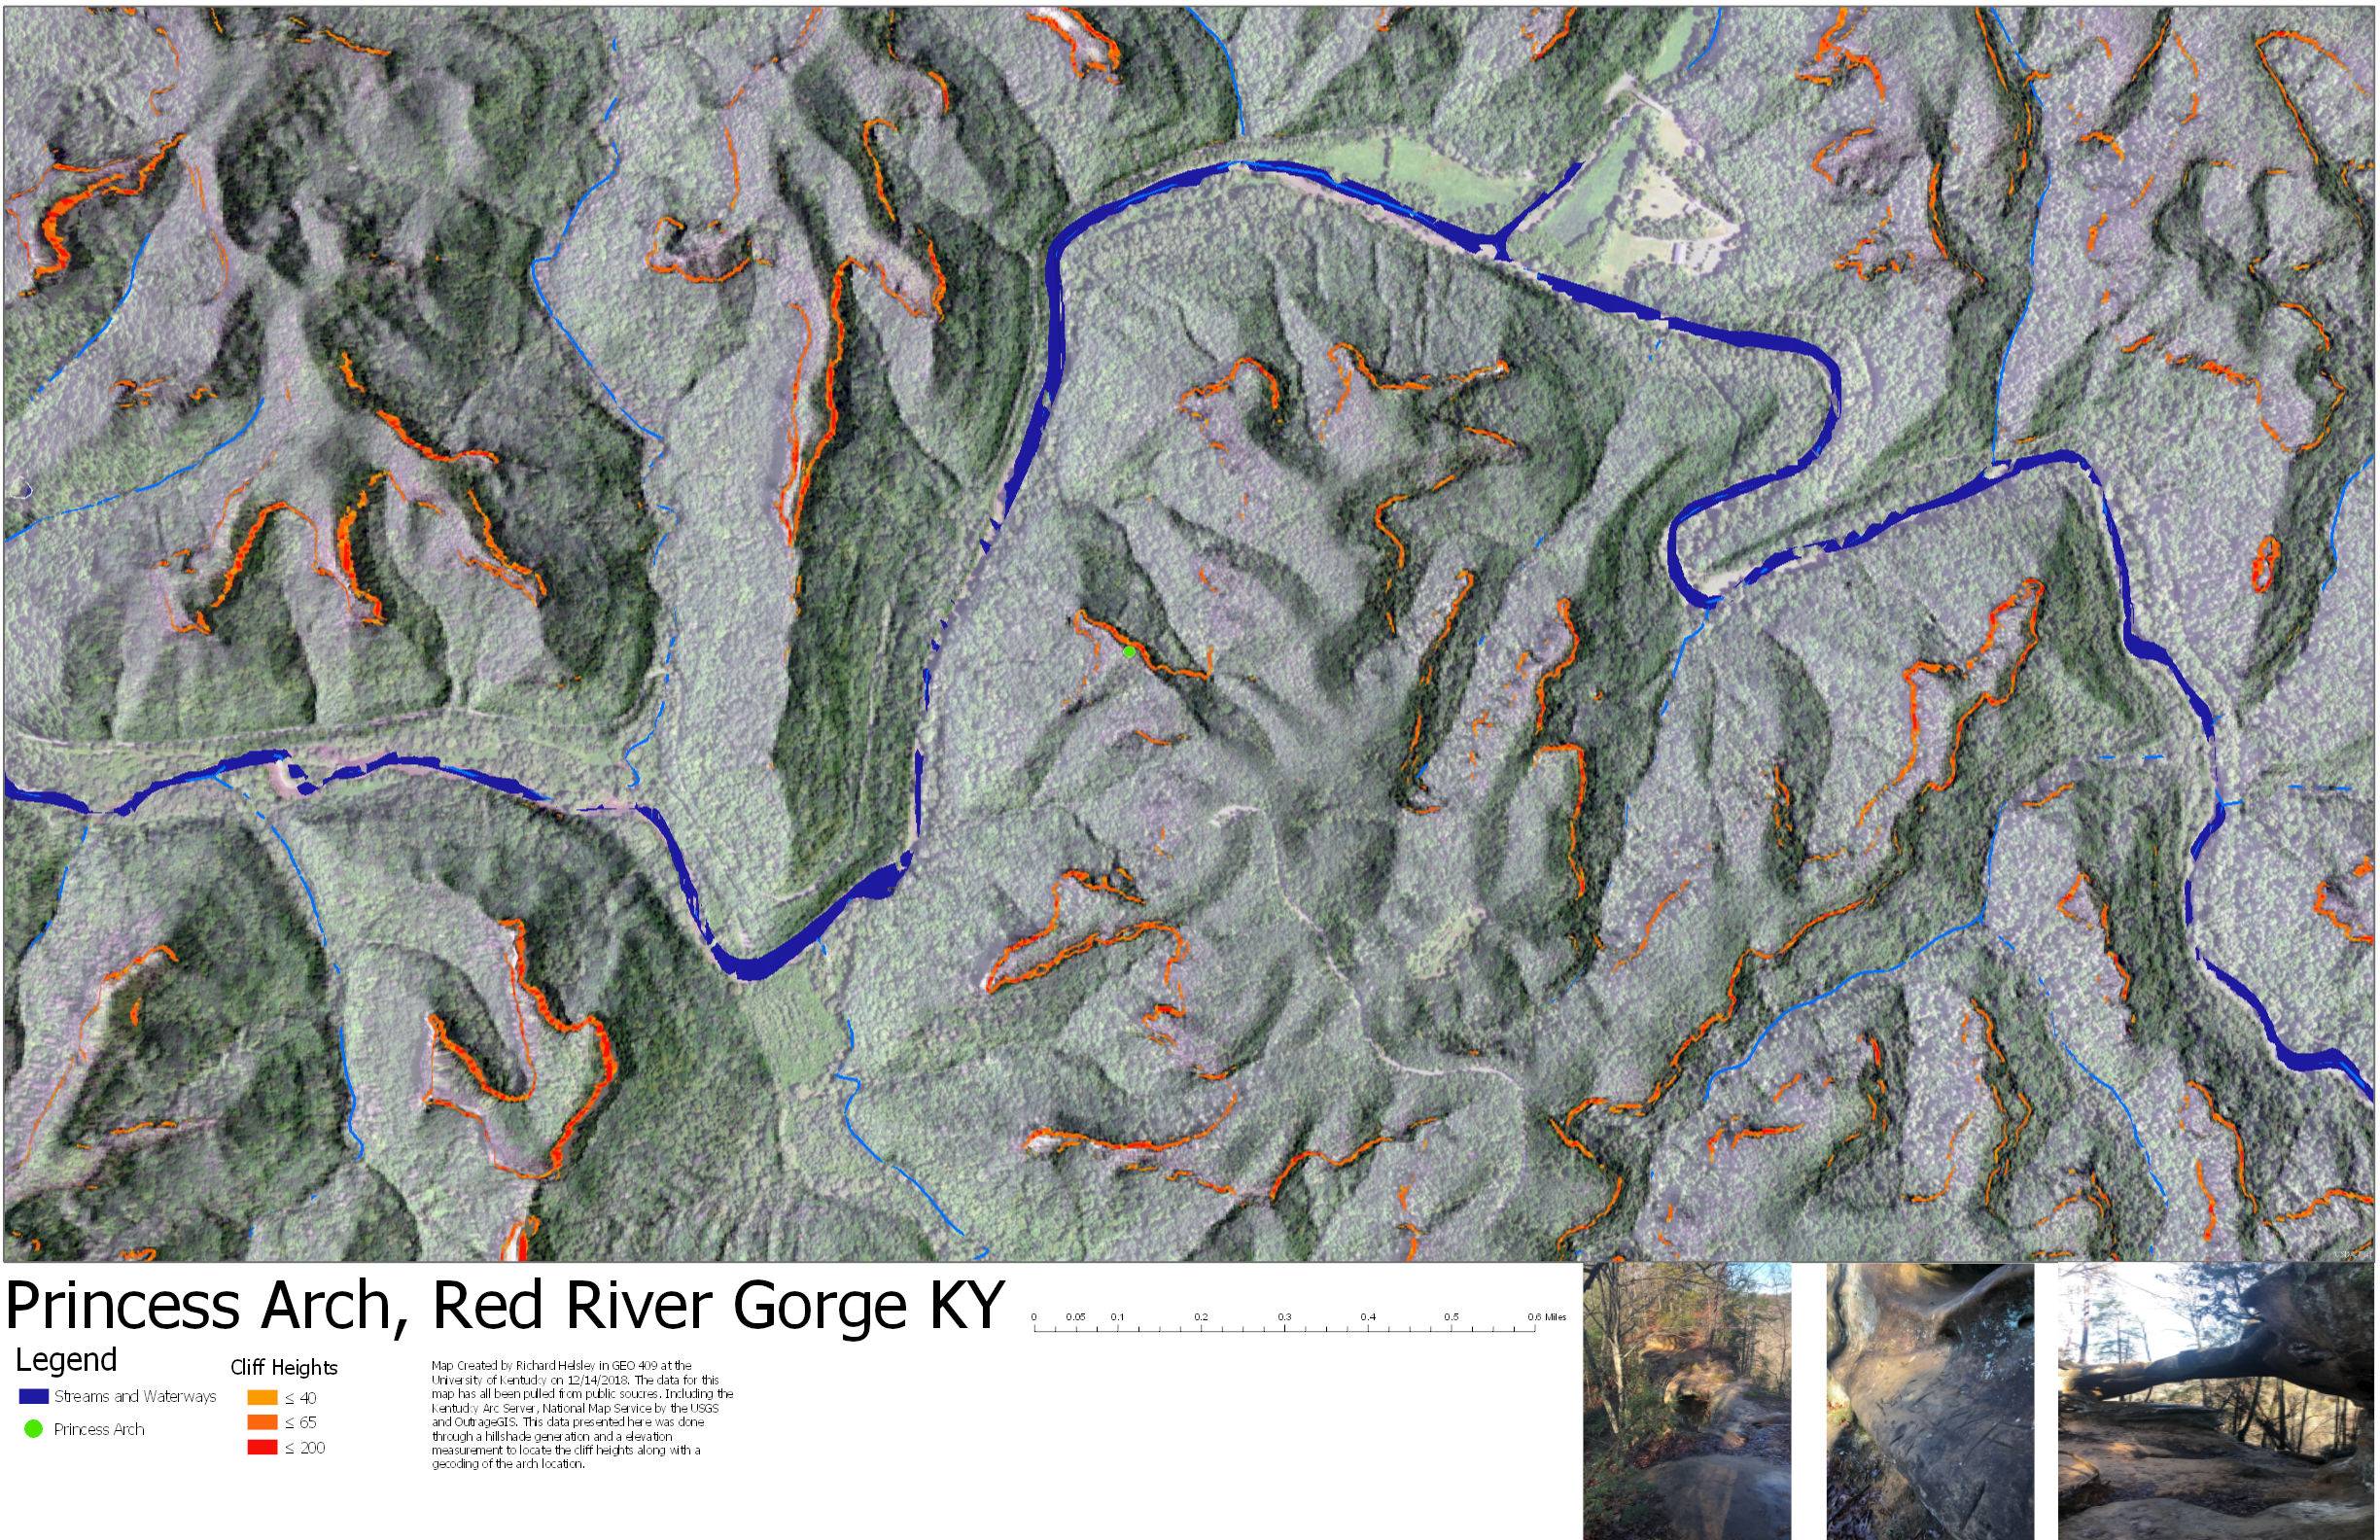 Princess Arch, Red River Gorge KY
0 0.05 0.1 0.2 0.3 0.4 0.5 0.6 Miles
Legend
Streams and Waterways
Princess Arch
Cliff Heights
≤ 40
≤ 65
≤ 200
Map Created by Richard Helsley in GEO 409 at the
University of Kentucky on 12/14/2018. The data for this
map has all been pulled from public soucres. Including the
Kentucky Arc Server, National Map Service by the USGS
and OutrageGIS. This data presented here was done
through a hillshade generation and a elevation
measurement to locate the cliff heights along with a
gecoding of the arch location.